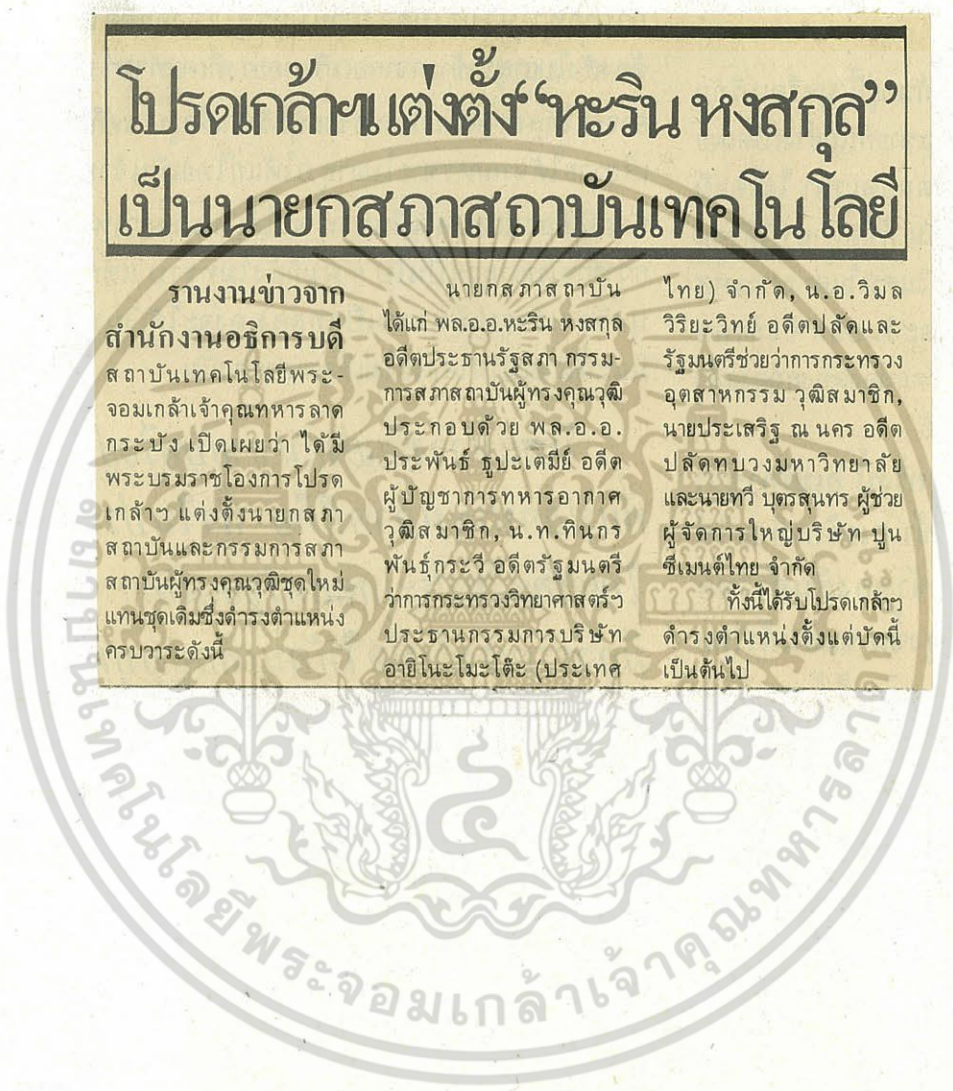 โปรดเกล้าฯแต่งตั้ง “หะริน หงสกุล”
เป็นนายกสภาสถาบันเทคโนโลยี
รานงานข่าวจาก
สำนักงานอธิการบดี
สถาบันเทคโนโลยีพระ-
จอมเกล้าเจ้าคุณทหารลาด
กระบัง เปิดเผยว่า ได้มี
พระบรมราชโองการโปรด
เกล้าฯ แต่งตั้งนายกสภา
สถาบันและกรรมการสภา
สถาบันผู้ทรงคุณวุฒิชุดใหม่
แทนชุดเดิมซึ่งดำรงตำแหน่ง
ครบวาระดังนี้
นายกสภาสถาบัน
ได้แก่ พล.อ.อ.หะริน หงสกุล
อดีตประธานรัฐสภา กรรม-
การสภาสถาบันผู้ทรงคุณวุฒิ
ประกอบด้วย พล.อ.อ.
ประพันธ์ ธูปะเตมีย์ อดีต
ผู้บัญชาการทหารอากาศ
วุฒิสมาชิก, น.ท.ทินกร
พันธุ์กระวี อดีตรัฐมนตรี
ว่าการกระทรวงวิทยาศาสตร์ฯ
ประธานกรรมการบริษัท
อายิโนะโมะโต๊ะ (ประเทศ
ไทย) จำกัด, น.อ.วิมล
วิริยะวิทย์ อดีตปลัดและ
รัฐมนตรีช่วยว่าการกระทรวง
อุตสาหกรรม วุฒิสมาชิก,
นายประเสริฐ ณ นคร อดีต
ปลัดทบวงมหาวิทยาลัย
และนายทวี บุตรสุนทร ผู้ช่วย
ผู้จัดการใหญ่บริษัท ปูน
ซีเมนต์ไทย จำกัด
ทั้งนี้ได้รับโปรดเกล้าฯ
ดำรงตำแหน่งตั้งแต่บัดนี้
เป็นต้นไป
สถาบันเทคโนโลยีพระจอมเกล้าเจ้าคุณทหารลาดกระบัง